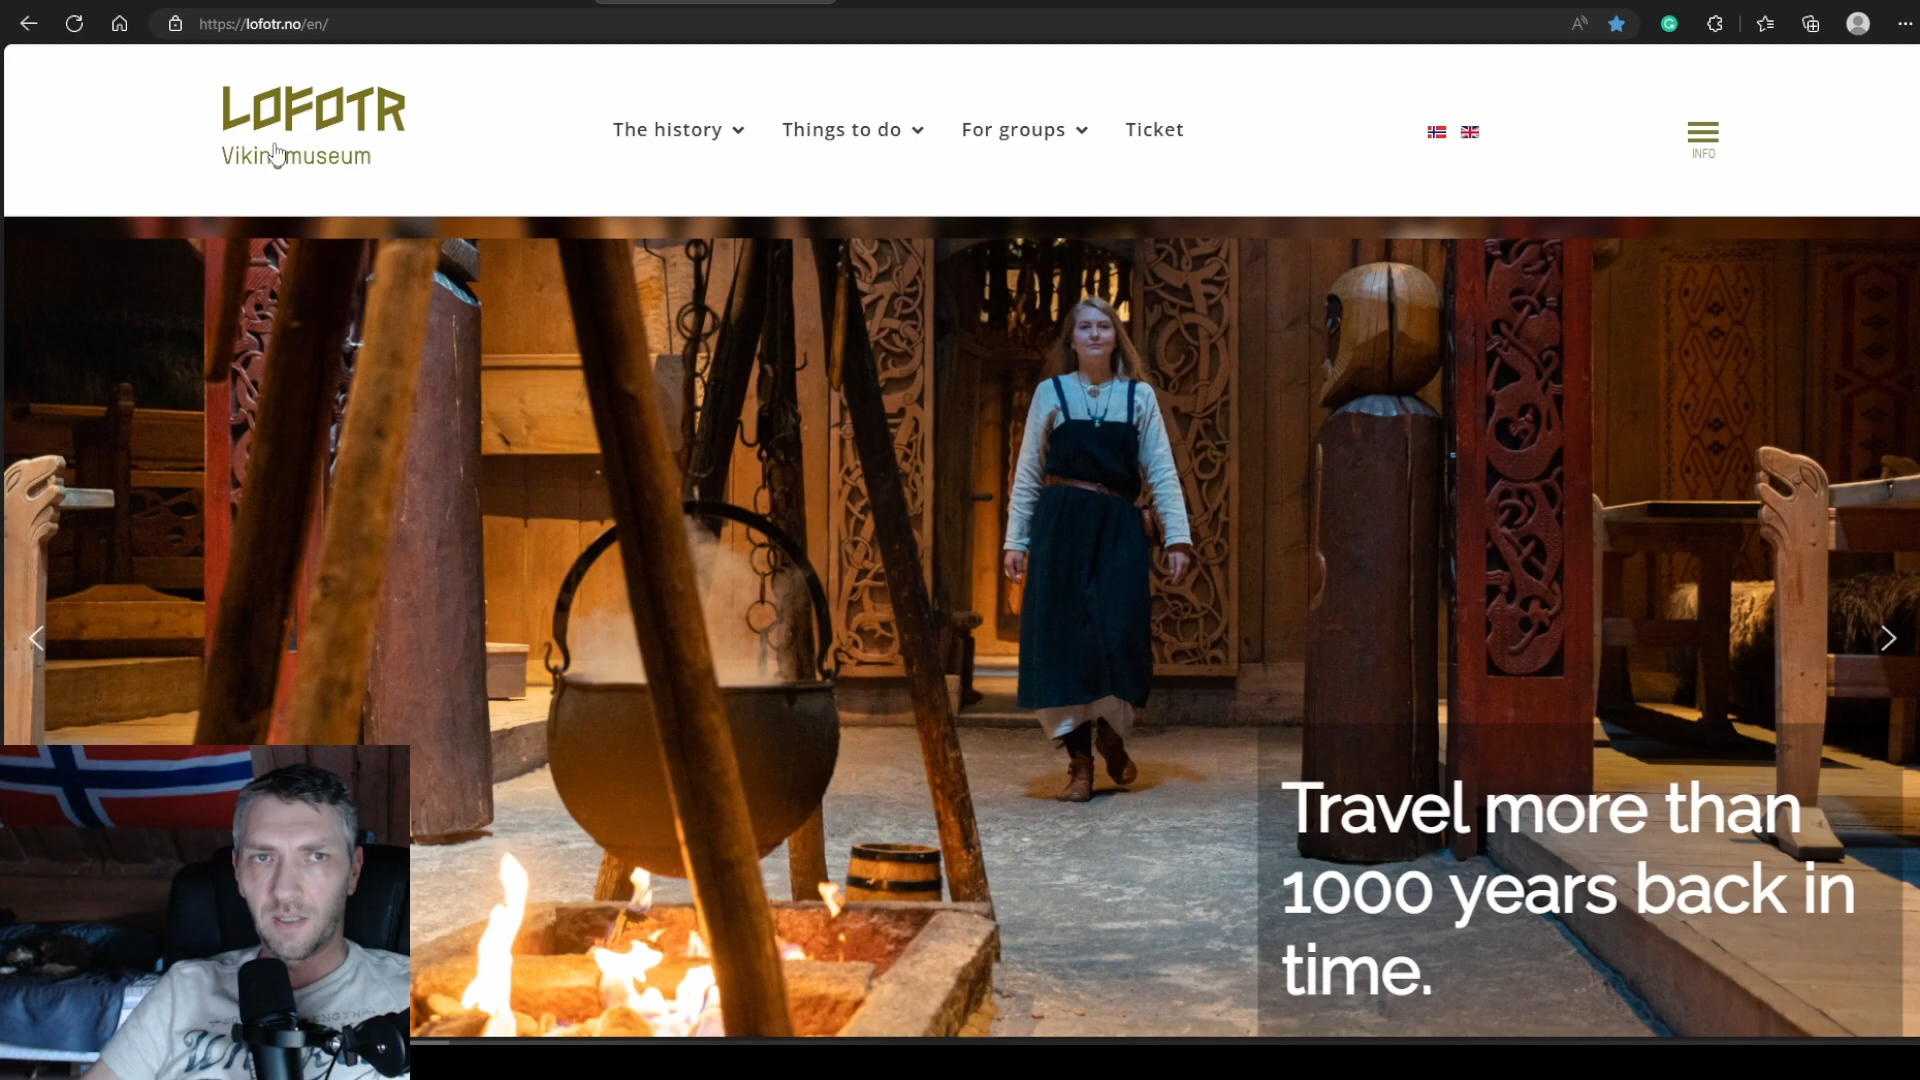 https://lofotr.no/en/
LOFOTR
Viking museum
The history
Things to do
For groups
Ticket
INFO
Travel more than
1000 years back in
time.